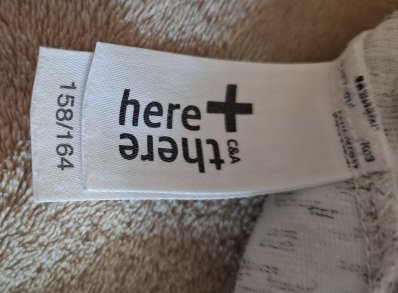 here +
there
C&A
158/164